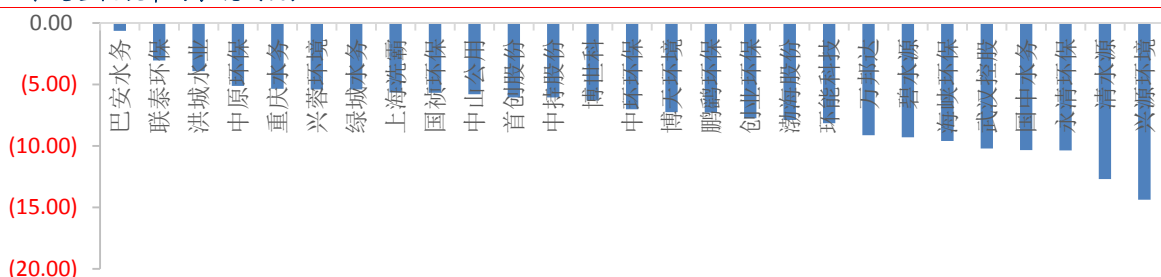 0.00
(5.00)
(10.00)
(15.00)
(20.00)
巴安水务
联泰环保
洪城水业
中原环保
重庆水务
兴蓉环境
绿城水务
上海洗霸
国祯环保
中山公用
首创股份
中持股份
博世科
中环环保
博天环境
鹏鹞环保
创业环保
渤海股份
环能科技
万邦达
碧水源
海峡环保
武汉控股
国中水务
永清环保
清水源
兴源环境